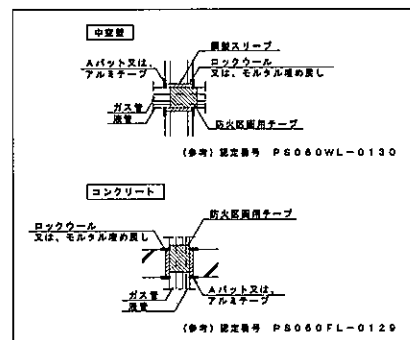 中空壁
鋼製スリーブ
Aパット又は、
アルミテープ
ロックウール
又は、モルタル埋め戻し
ガス管
液管
防火区画用テープ
(参考) 認定番号 PS060WL-0130
コンクリート
防火区画用テープ
ロックウール
又は、モルタル埋め戻し
ガス管
液管
Aパット又は、
アルミテープ
(参考) 認定番号 PS060FL-0129